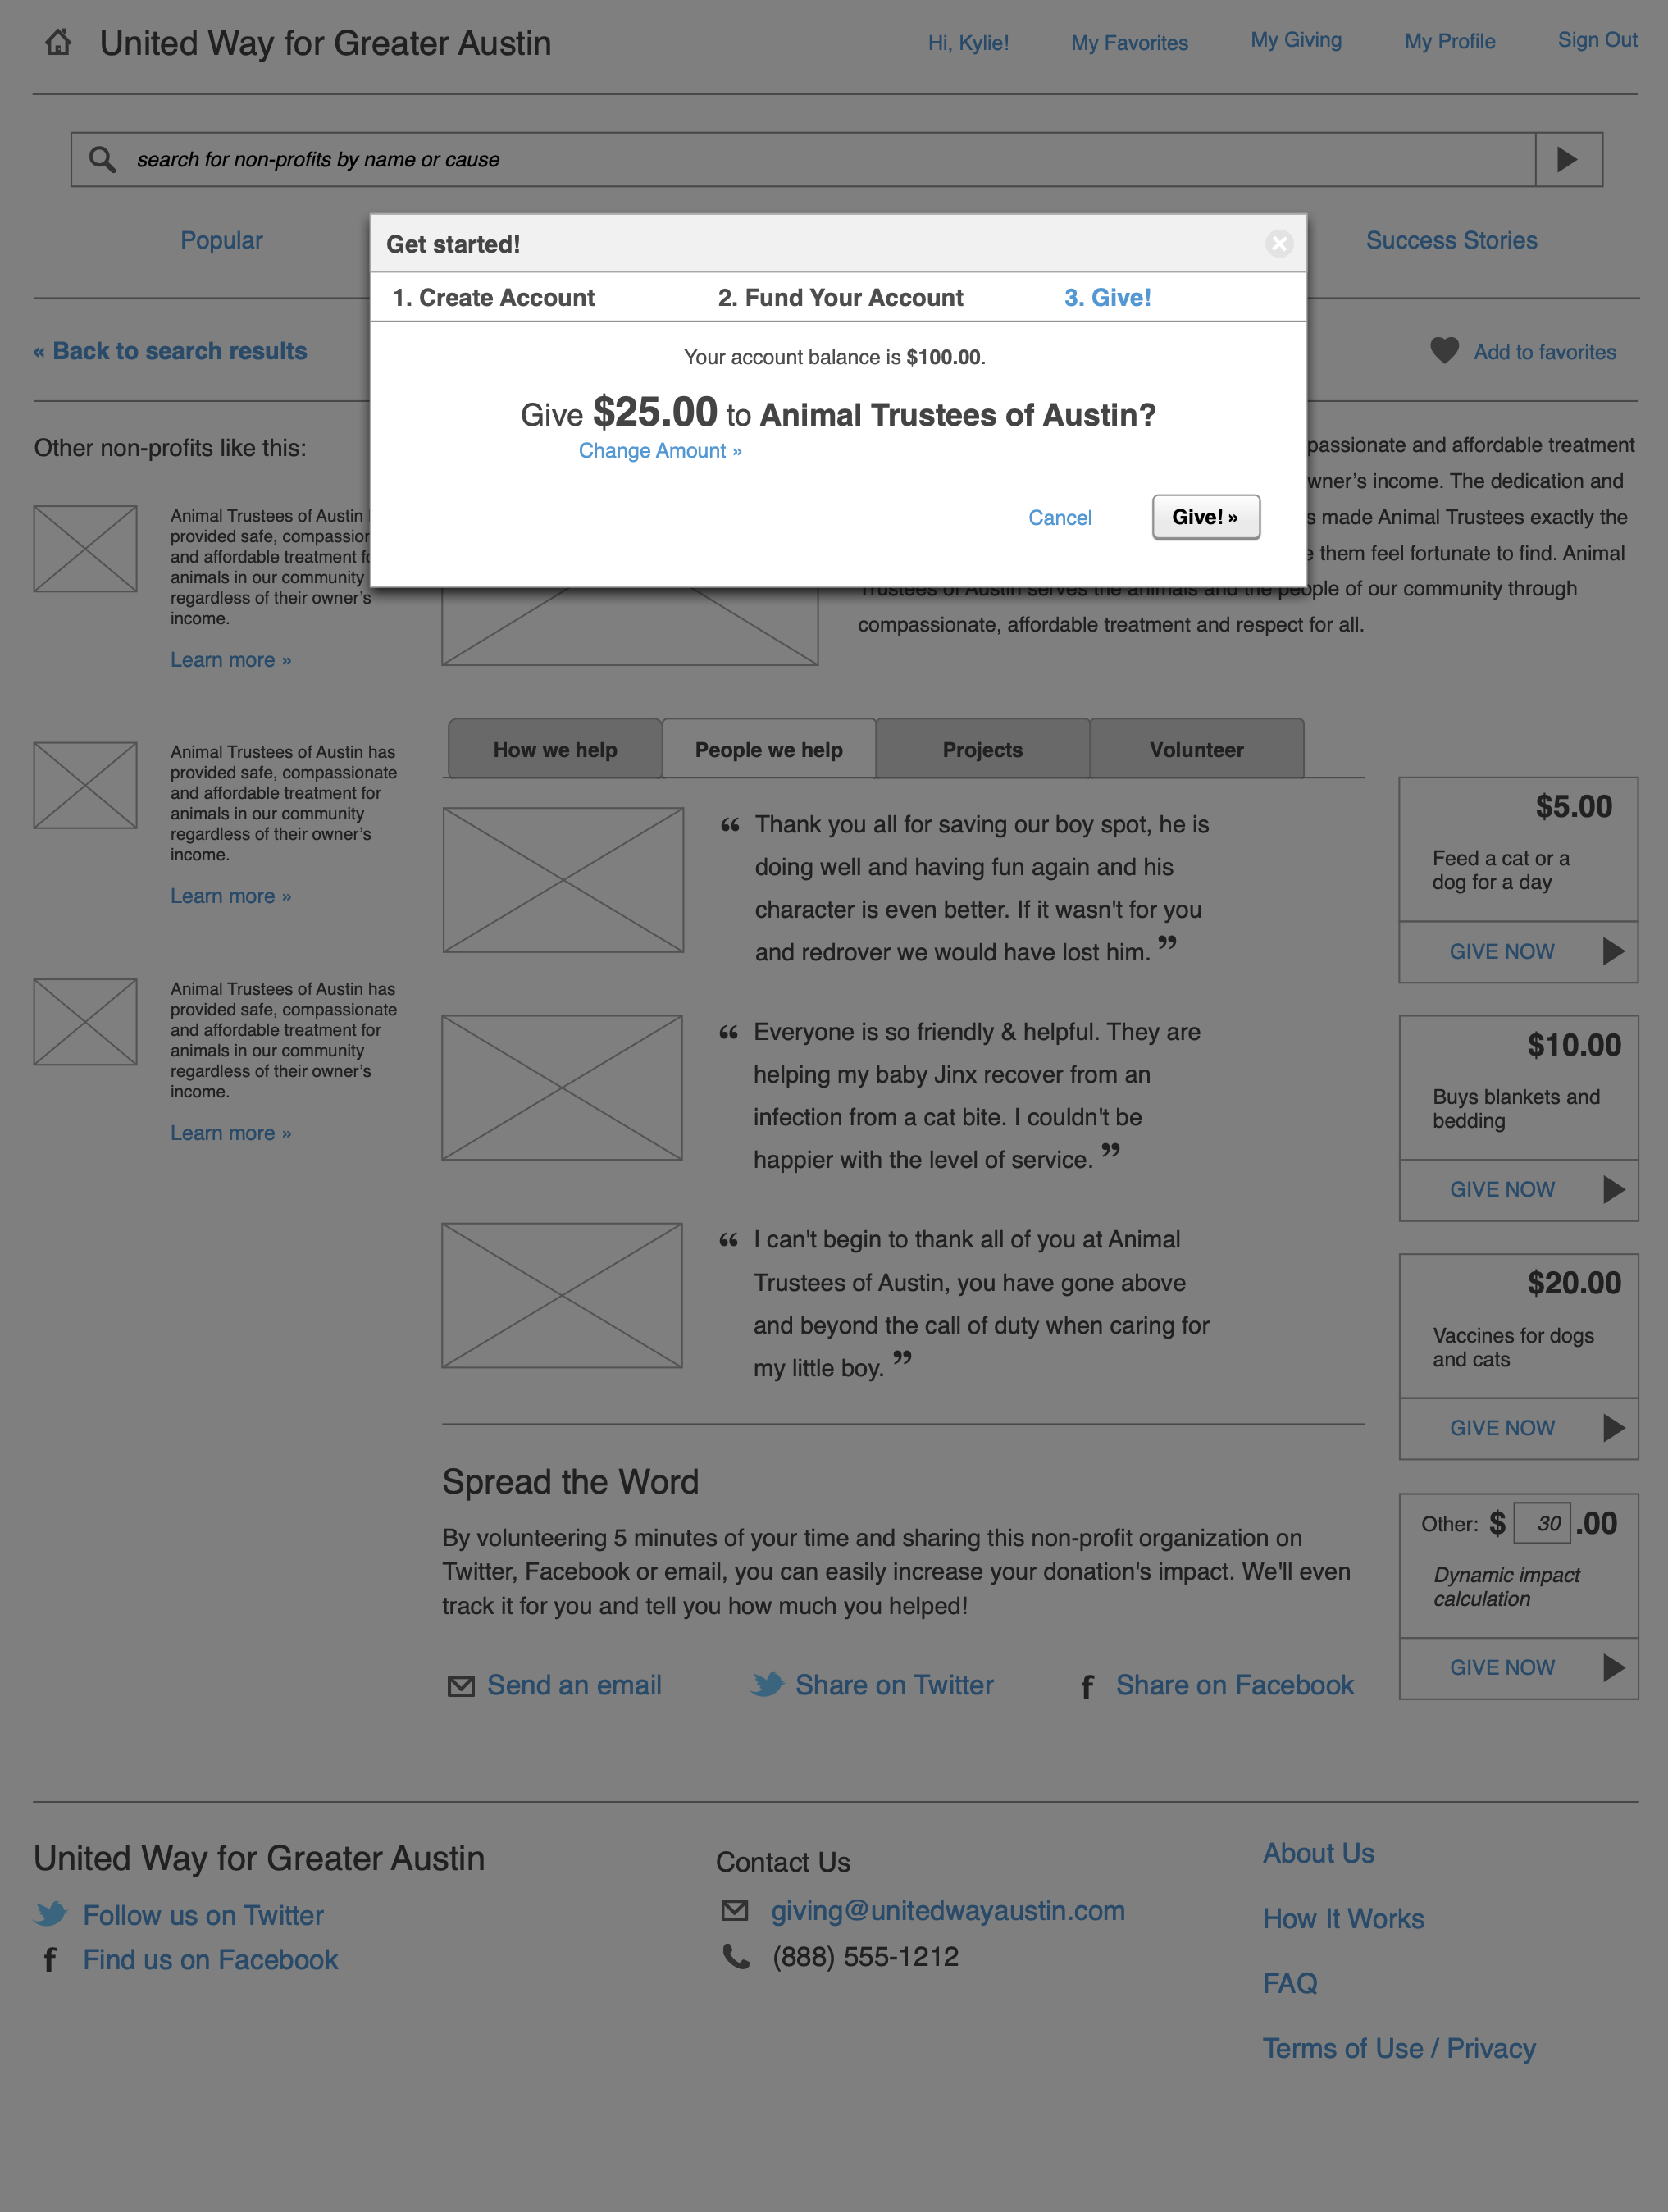 United Way for Greater Austin
Hi, Kylie!
My Favorites
My Giving
My Profile
Sign Out
search for non-profits by name or cause
Popular
Success Stories
Get started!
1. Create Account
2. Fund Your Account
3. Give!
Your account balance is $100.00.
Give $25.00 to Animal Trustees of Austin?
Change Amount »
Cancel
Give! »
« Back to search results
Add to favorites
Other non-profits like this:
Animal Trustees of Austin
provided safe,
and affordable treatment
animals in our community
regardless of their owner’s
income.
Learn more »
Animal Trustees of Austin has
provided safe, compassionate
and affordable treatment for
animals in our community
regardless of their owner’s
income.
Learn more »
Animal Trustees of Austin has
provided safe, compassionate
and affordable treatment for
animals in our community
regardless of their owner’s
income.
Learn more »
and affordable treatment
income. The dedication and
made Animal Trustees exactly the
them feel fortunate to find. Animal
Trustees of Austin serves the animals and the people of our community through
compassionate, affordable treatment and respect for all.
How we help
People we help
Projects
Volunteer
“ Thank you all for saving our boy spot, he is
doing well and having fun again and his
character is even better. If it wasn't for you
and redrover we would have lost him. ”
“ Everyone is so friendly & helpful. They are
helping my baby Jinx recover from an
infection from a cat bite. I couldn't be
happier with the level of service. ”
“ I can't begin to thank all of you at Animal
Trustees of Austin, you have gone above
and beyond the call of duty when caring for
my little boy. ”
$5.00
Feed a cat or a
dog for a day
GIVE NOW
$10.00
Buys blankets and
bedding
GIVE NOW
$20.00
Vaccines for dogs
and cats
GIVE NOW
Other: $ 30 .00
Dynamic impact
calculation
GIVE NOW
Spread the Word
By volunteering 5 minutes of your time and sharing this non-profit organization on
Twitter, Facebook or email, you can easily increase your donation's impact. We'll even
track it for you and tell you how much you helped!
Send an email
Share on Twitter
f Share on Facebook
United Way for Greater Austin
Follow us on Twitter
f Find us on Facebook
Contact Us
giving@unitedwayaustin.com
(888) 555-1212
About Us
How It Works
FAQ
Terms of Use / Privacy